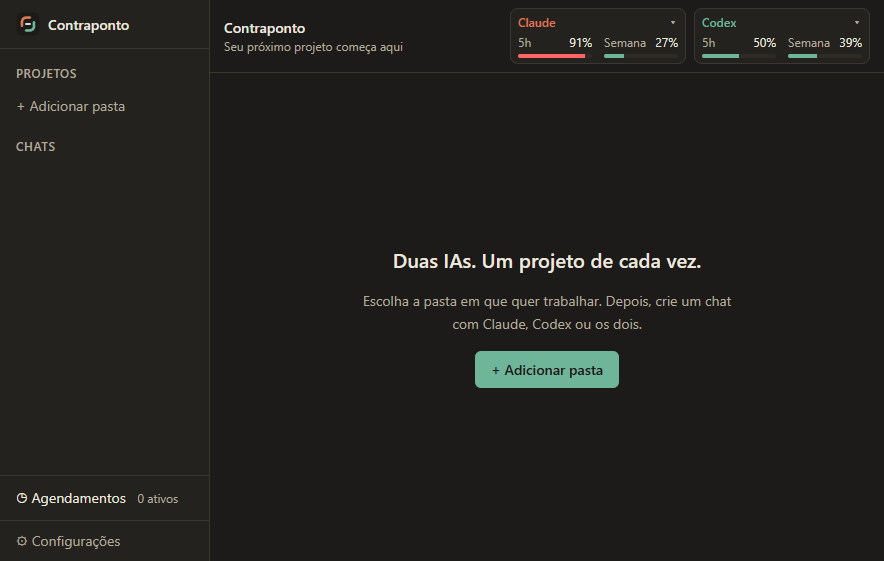 Contraponto
PROJETOS
+ Adicionar pasta
CHATS
Agendamentos 0 ativos
Configurações
Contraponto
Seu próximo projeto começa aqui
Claude
5h 91% Semana 27%
Codex
5h 50% Semana 39%
Duas IAs. Um projeto de cada vez.
Escolha a pasta em que quer trabalhar. Depois, crie um chat
com Claude, Codex ou os dois.
+ Adicionar pasta